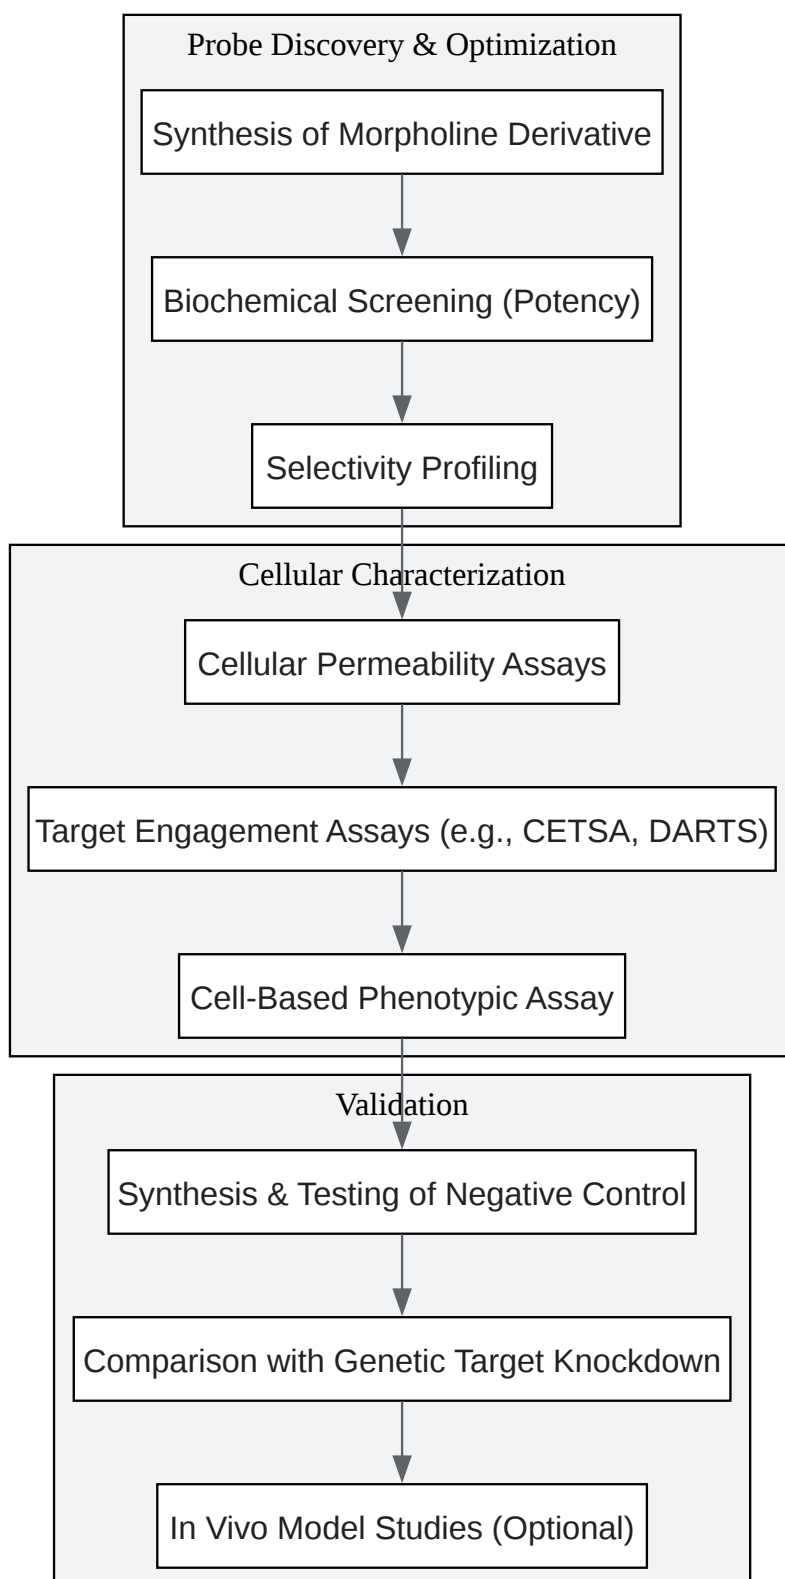 Probe Discovery & Optimization
Synthesis of Morpholine Derivative
Biochemical Screening (Potency)
Selectivity Profiling
Cellular Characterization
Cellular Permeability Assays
Target Engagement Assays (e.g., CETSA, DARTS)
Cell-Based Phenotypic Assay
Validation
Synthesis & Testing of Negative Control
Comparison with Genetic Target Knockdown
In Vivo Model Studies (Optional)